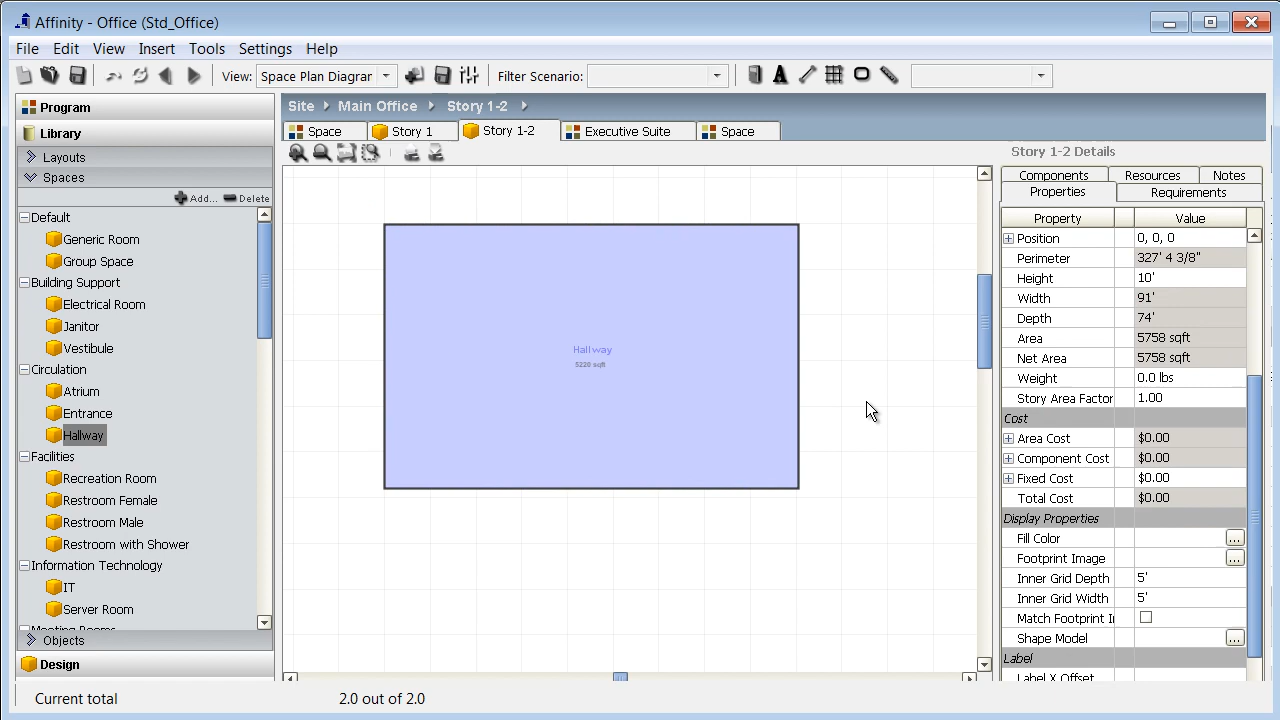 Affinity - Office (Std_Office)
File Edit View Insert Tools Settings Help
View: Space Plan Diagrar Filter Scenario:
Program
Library
Layouts
Spaces
Add... Delete
Default
Generic Room
Group Space
Building Support
Electrical Room
Janitor
Vestibule
Circulation
Atrium
Entrance
Hallway
Facilities
Recreation Room
Restroom Female
Restroom Male
Restroom with Shower
Information Technology
IT
Server Room
Meeting Rooms
Objects
Design
Current total 2.0 out of 2.0
Site Main Office Story 1-2
Space Story 1 Story 1-2 Executive Suite Space
Hallway
5220 sqft
Story 1-2 Details
Components Resources Notes
Properties Requirements
Property Value
Position 0, 0, 0
Perimeter 327' 4 3/8"
Height 10'
Width 91'
Depth 74'
Area 5758 sqft
Net Area 5758 sqft
Weight 0.0 lbs
Story Area Factor 1.00
Cost
Area Cost $0.00
Component Cost $0.00
Fixed Cost $0.00
Total Cost $0.00
Display Properties
Fill Color ...
Footprint Image ...
Inner Grid Depth 5'
Inner Grid Width 5'
Match Footprint I
Shape Model ...
Label
Label X Offset